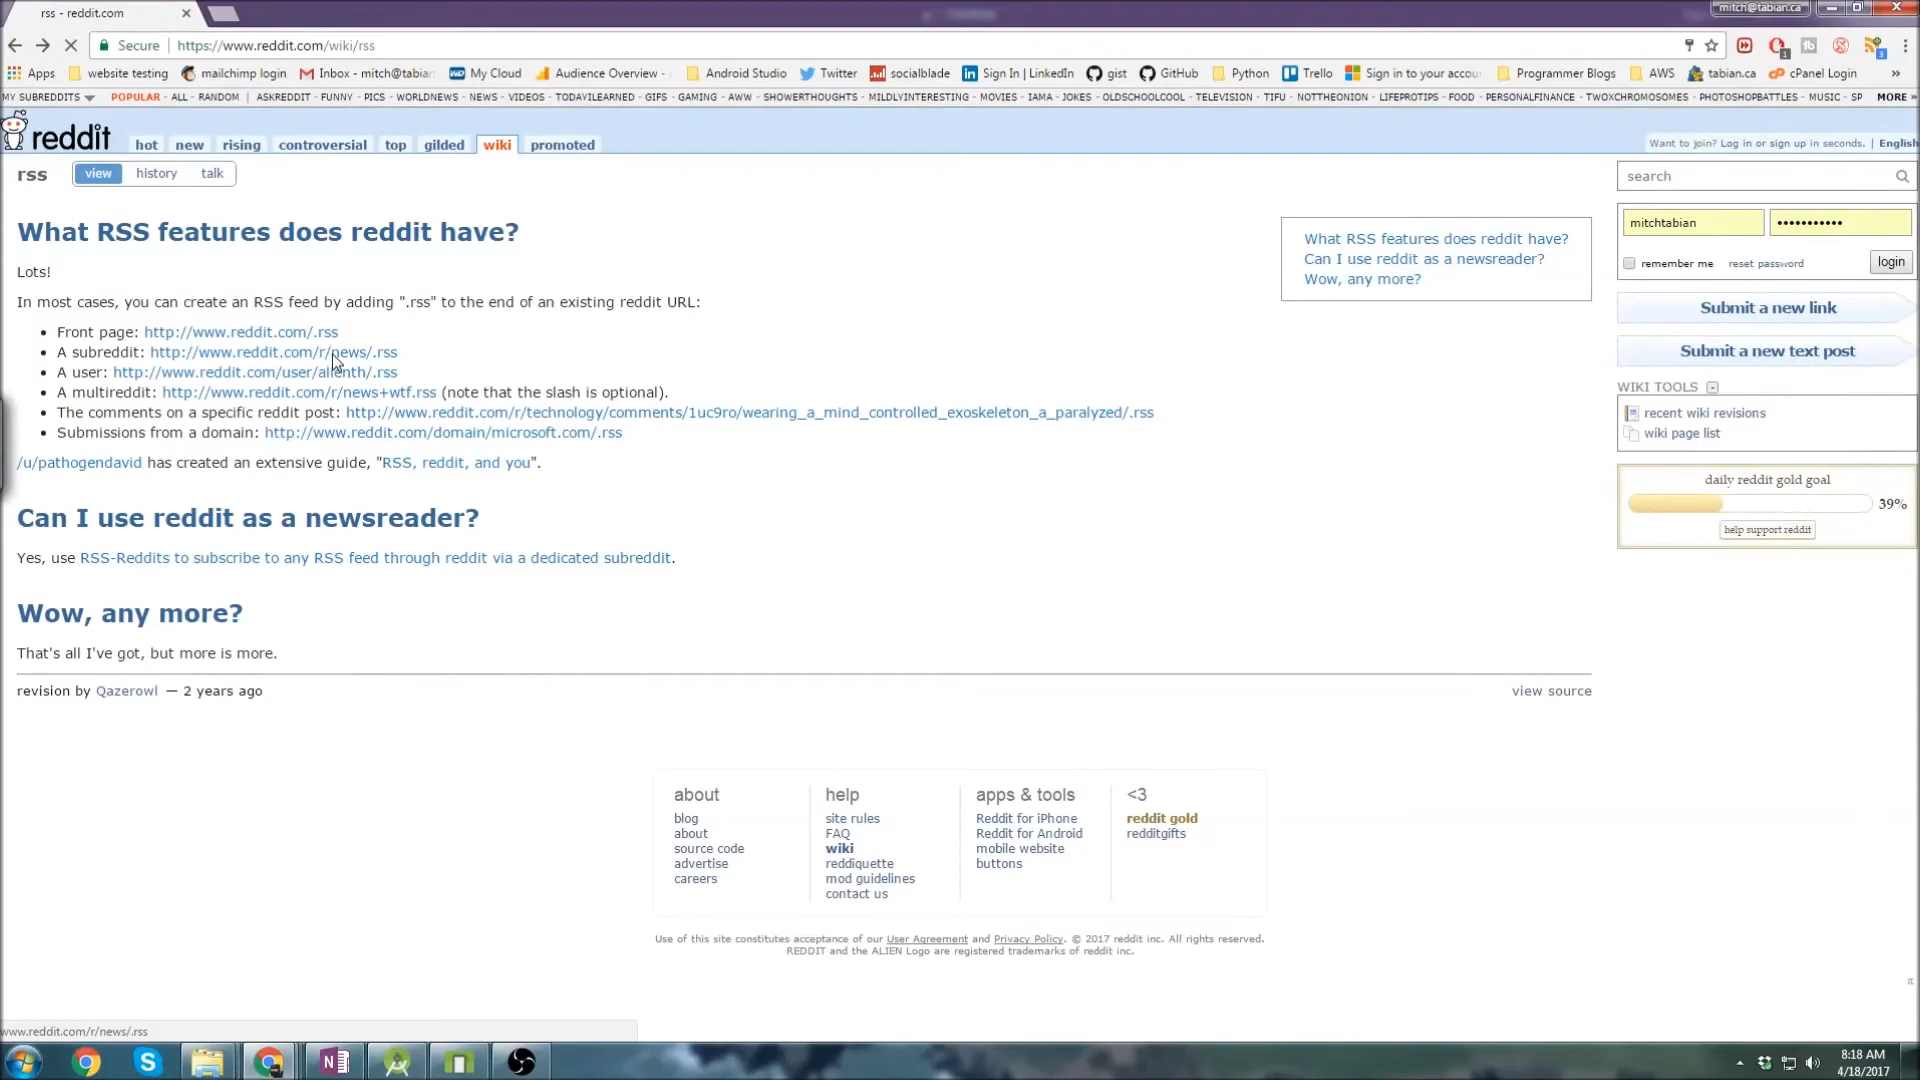 rss - reddit.com
mitch@tabian.ca
Secure https://www.reddit.com/wiki/rss
Apps website testing mailchimp login Inbox - mitch@tabian My Cloud Audience Overview - Android Studio Twitter socialblade Sign In | LinkedIn gist GitHub Python Trello Sign in to your accou Programmer Blogs AWS tabian.ca cPanel Login »
MY SUBREDDITS POPULAR - ALL - RANDOM | ASKREDDIT - FUNNY - PICS - WORLDNEWS - NEWS - VIDEOS - TODAYILEARNED - GIFS - GAMING - AWW - SHOWERTHOUGHTS - MILDLYINTERESTING - MOVIES - IAMA - JOKES - OLDSCHOOLCOOL - TELEVISION - TIFU - NOTTHEONION - LIFEPROTIPS - FOOD - PERSONALFINANCE - TWOXCHROMOSOMES - PHOTOSHOPBATTLES - MUSIC - SP MORE »
reddit hot new rising controversial top gilded wiki promoted
Want to join? Log in or sign up in seconds. | English
rss view history talk
search
What RSS features does reddit have?
Lots!
In most cases, you can create an RSS feed by adding ".rss" to the end of an existing reddit URL:
• Front page: http://www.reddit.com/.rss
• A subreddit: http://www.reddit.com/r/news/.rss
• A user: http://www.reddit.com/user/alienth/.rss
• A multireddit: http://www.reddit.com/r/news+wtf.rss (note that the slash is optional).
• The comments on a specific reddit post: http://www.reddit.com/r/technology/comments/1uc9ro/wearing_a_mind_controlled_exoskeleton_a_paralyzed/.rss
• Submissions from a domain: http://www.reddit.com/domain/microsoft.com/.rss
/u/pathogendavid has created an extensive guide, "RSS, reddit, and you".
Can I use reddit as a newsreader?
Yes, use RSS-Reddits to subscribe to any RSS feed through reddit via a dedicated subreddit.
Wow, any more?
That's all I've got, but more is more.
revision by Qazerowl — 2 years ago
view source
What RSS features does reddit have?
Can I use reddit as a newsreader?
Wow, any more?
mitchtabian •••••••••••
remember me reset password login
Submit a new link
Submit a new text post
WIKI TOOLS
recent wiki revisions
wiki page list
daily reddit gold goal
39%
help support reddit
about
blog
about
source code
advertise
careers
help
site rules
FAQ
wiki
reddiquette
mod guidelines
contact us
apps & tools
Reddit for iPhone
Reddit for Android
mobile website
buttons
<3
reddit gold
redditgifts
Use of this site constitutes acceptance of our User Agreement and Privacy Policy. © 2017 reddit inc. All rights reserved.
REDDIT and the ALIEN Logo are registered trademarks of reddit inc.
π
www.reddit.com/r/news/.rss
8:18 AM
4/18/2017